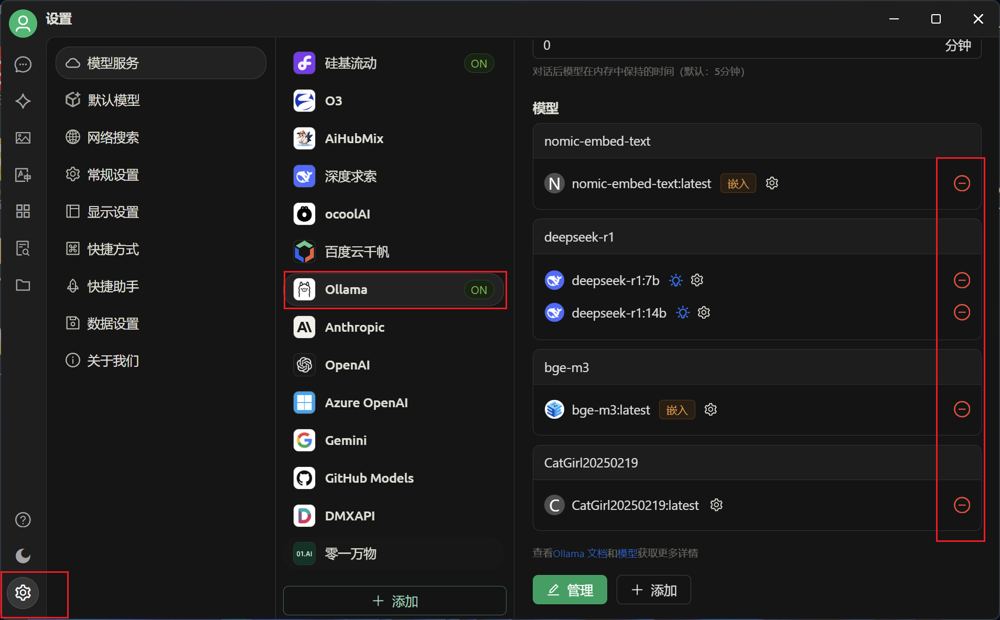 设置
模型服务
默认模型
网络搜索
常规设置
显示设置
快捷方式
快捷助手
数据设置
关于我们
硅基流动 ON
O3
AiHubMix
深度求索
ocoolAI
百度云千帆
Ollama ON
Anthropic
OpenAI
Azure OpenAI
Gemini
GitHub Models
DMXAPI
01.AI 零一万物
添加
0 分钟
对话后模型在内存中保持的时间（默认：5分钟）
模型
nomic-embed-text
N nomic-embed-text:latest 嵌入
deepseek-r1
deepseek-r1:7b
deepseek-r1:14b
bge-m3
bge-m3:latest 嵌入
CatGirl20250219
C CatGirl20250219:latest
查看Ollama 文档和模型获取更多详情
管理 添加